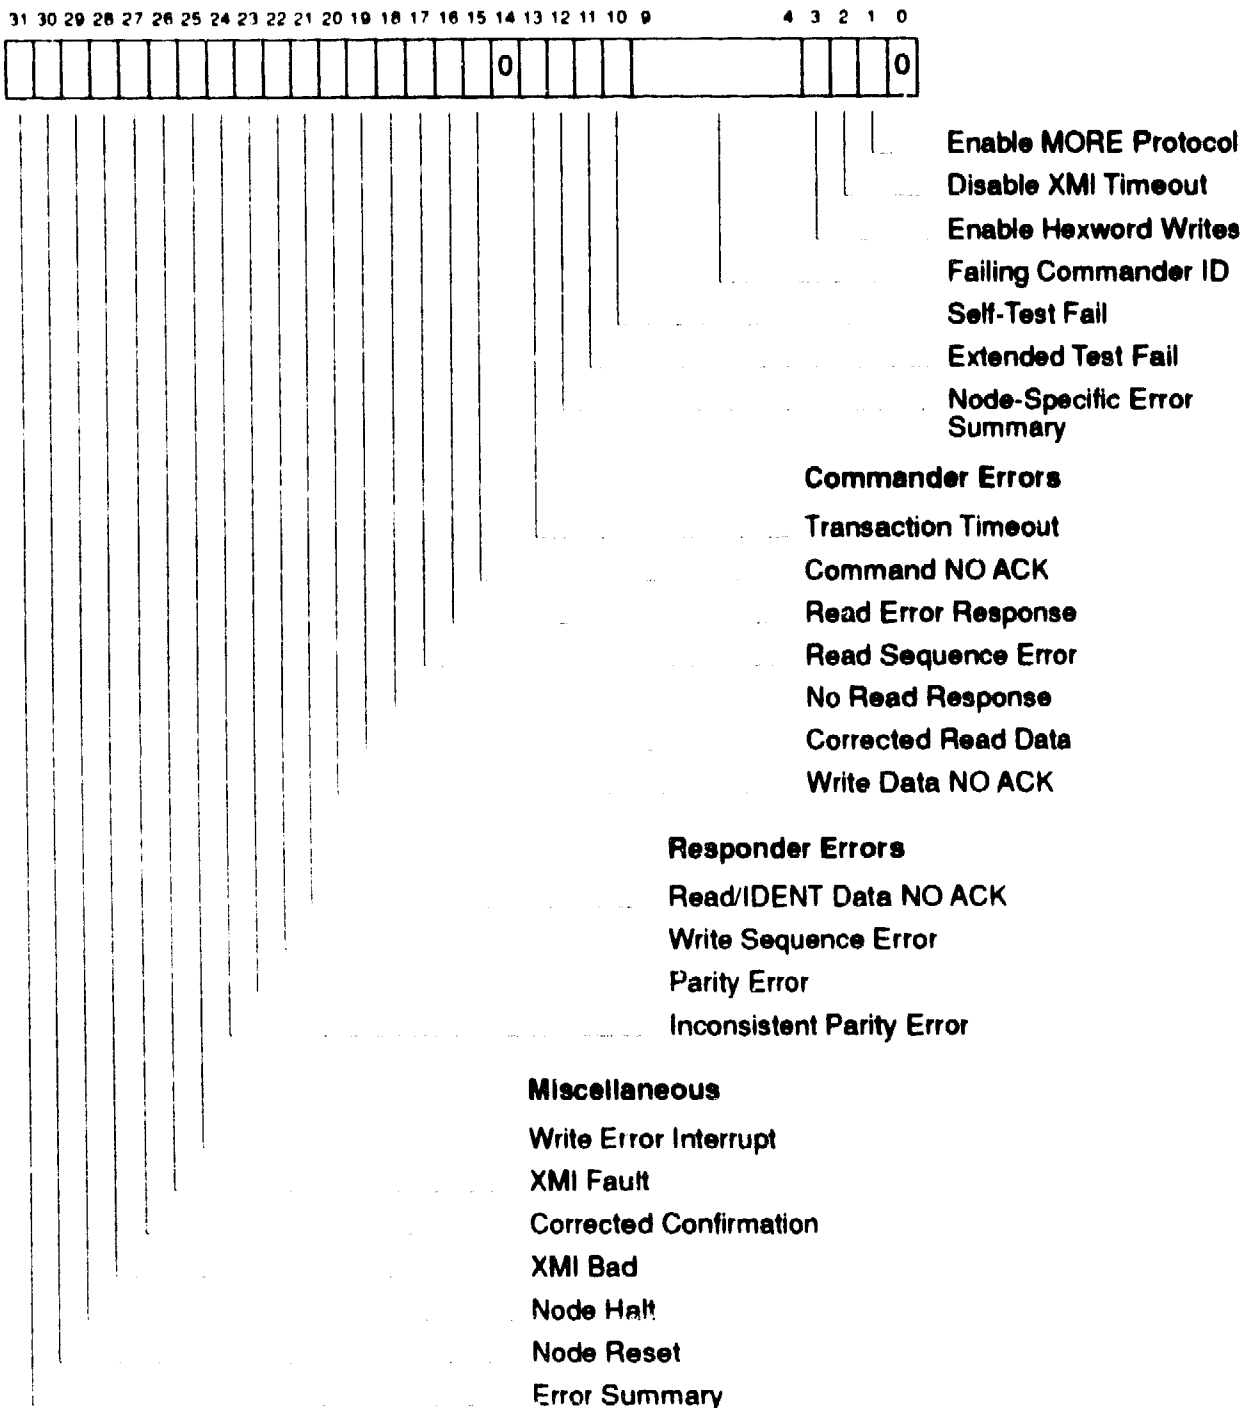 31 30 29 28 27 26 25 24 23 22 21 20 19 18 17 16 15 14 13 12 11 10 9 4 3 2 1 0
0 0
Enable MORE Protocol
Disable XMI Timeout
Enable Hexword Writes
Failing Commander ID
Self-Test Fail
Extended Test Fail
Node-Specific Error
Summary
Commander Errors
Transaction Timeout
Command NO ACK
Read Error Response
Read Sequence Error
No Read Response
Corrected Read Data
Write Data NO ACK
Responder Errors
Read/IDENT Data NO ACK
Write Sequence Error
Parity Error
Inconsistent Parity Error
Miscellaneous
Write Error Interrupt
XMI Fault
Corrected Confirmation
XMI Bad
Node Halt
Node Reset
Error Summary